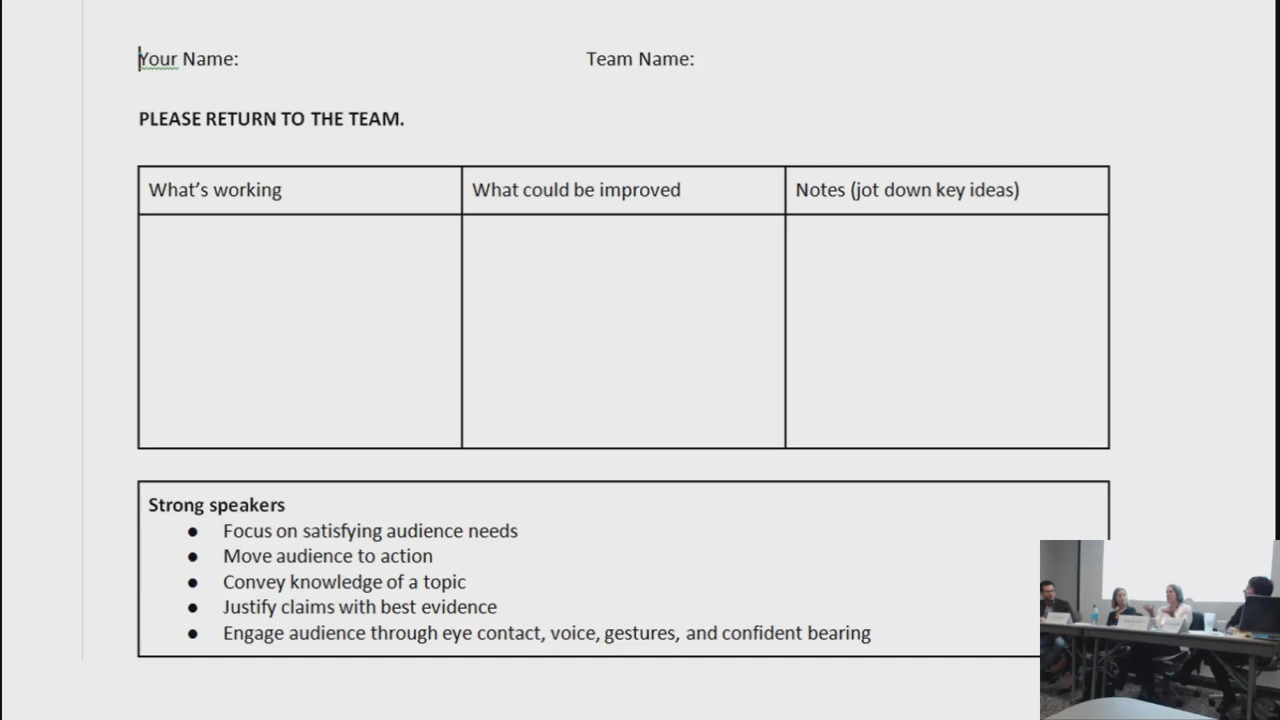 Your Name: Team Name:
PLEASE RETURN TO THE TEAM.
What's working What could be improved Notes (jot down key ideas)
Strong speakers
● Focus on satisfying audience needs
● Move audience to action
● Convey knowledge of a topic
● Justify claims with best evidence
● Engage audience through eye contact, voice, gestures, and confident bearing